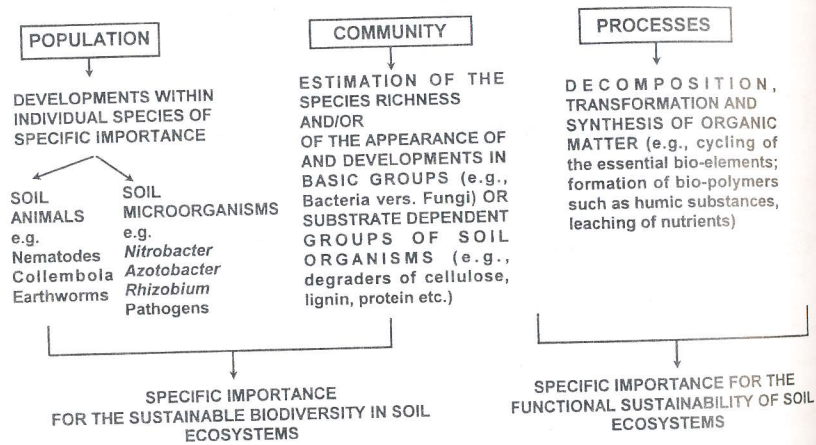 POPULATION
DEVELOPMENTS WITHIN
INDIVIDUAL SPECIES OF
SPECIFIC IMPORTANCE
SOIL
ANIMALS
e.g.
Nematodes
Collembola
Earthworms
SOIL
MICROORGANISMS
e.g.
Nitrobacter
Azotobacter
Rhizobium
Pathogens
COMMUNITY
ESTIMATION OF THE
SPECIES RICHNESS
AND/OR
OF THE APPEARANCE OF
AND DEVELOPMENTS IN
BASIC GROUPS (e.g.,
Bacteria vers. Fungi) OR
SUBSTRATE DEPENDENT
GROUPS OF SOIL
ORGANISMS (e.g.,
degraders of cellulose,
lignin, protein etc.)
SPECIFIC IMPORTANCE
FOR THE SUSTAINABLE BIODIVERSITY IN SOIL
ECOSYSTEMS
PROCESSES
DECOMPOSITION,
TRANSFORMATION AND
SYNTHESIS OF ORGANIC
MATTER (e.g., cycling of
the essential bio-elements;
formation of bio-polymers
such as humic substances,
leaching of nutrients)
SPECIFIC IMPORTANCE FOR THE
FUNCTIONAL SUSTAINABILITY OF SOIL
ECOSYSTEMS